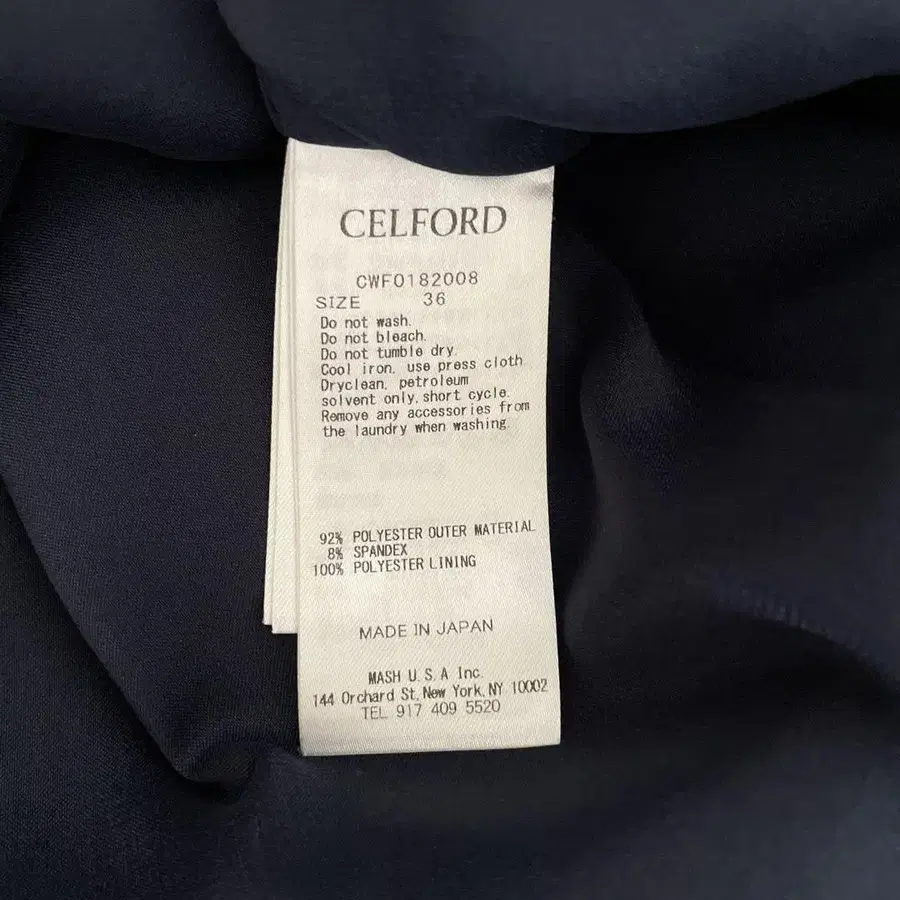 CELFORD
CWF0182008
SIZE 36
Do not wash.
Do not bleach.
Do not tumble dry.
Cool iron. use press cloth
Dryclean, petroleum
solvent only, short cycle.
Remove any accessories from
the laundry when washing.
92% POLYESTER OUTER MATERIAL
8% SPANDEX
100% POLYESTER LINING
MADE IN JAPAN
MASH U.S.A Inc.
144 Orchard St, New York, NY 10002
TEL 917 409 5520